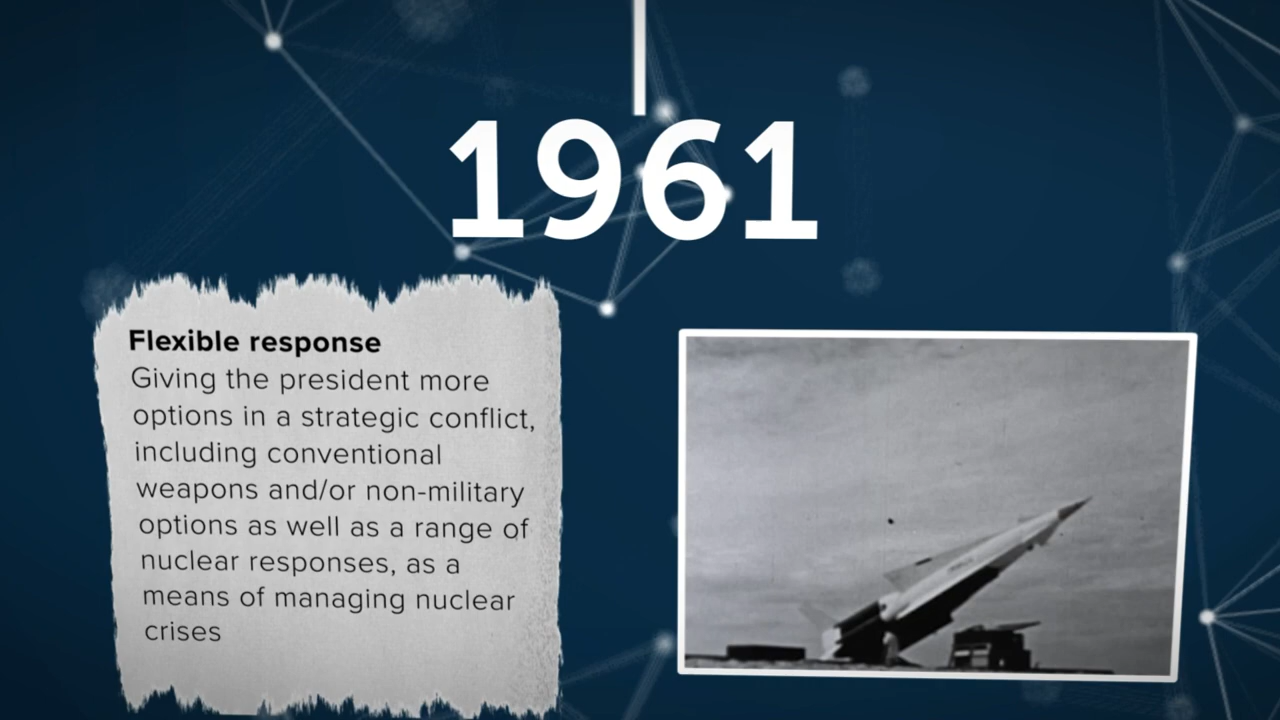 1961
Flexible response
Giving the president more
options in a strategic conflict,
including conventional
weapons and/or non-military
options as well as a range of
nuclear responses, as a
means of managing nuclear
crises